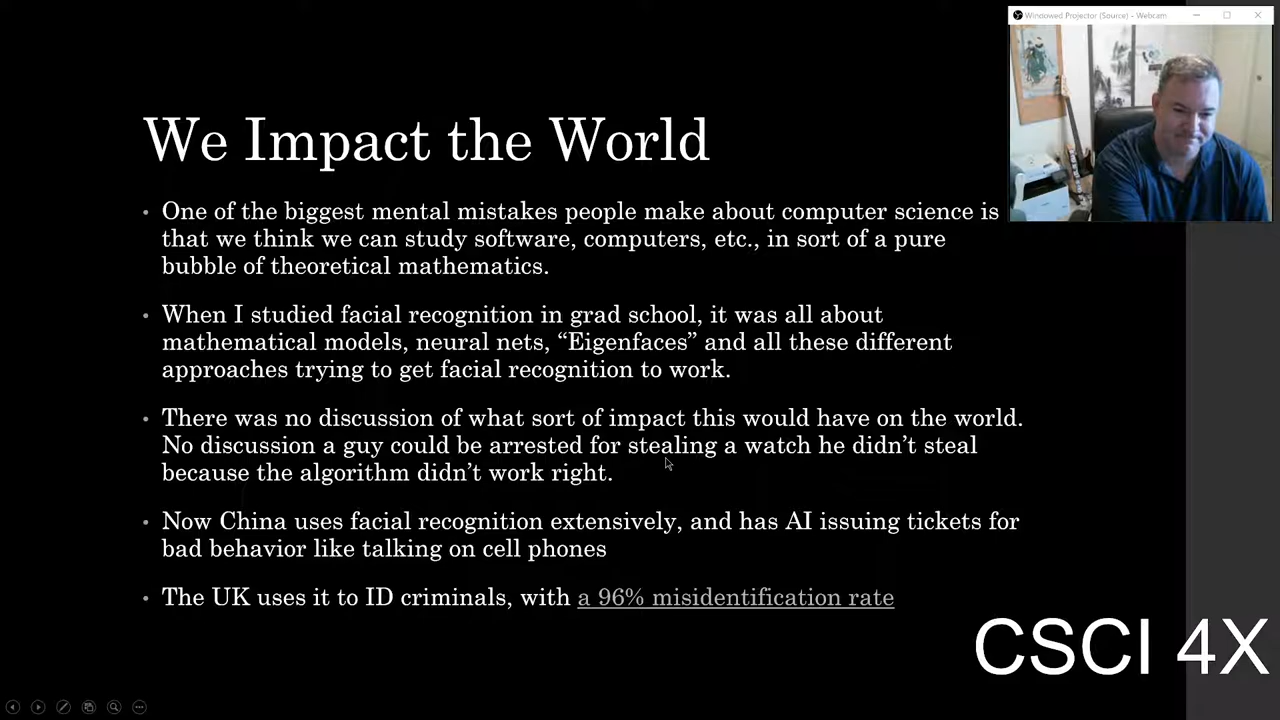 Windowed Projector (Source) - Webcam
We Impact the World
• One of the biggest mental mistakes people make about computer science is
that we think we can study software, computers, etc., in sort of a pure
bubble of theoretical mathematics.
• When I studied facial recognition in grad school, it was all about
mathematical models, neural nets, “Eigenfaces” and all these different
approaches trying to get facial recognition to work.
• There was no discussion of what sort of impact this would have on the world.
No discussion a guy could be arrested for stealing a watch he didn’t steal
because the algorithm didn’t work right.
• Now China uses facial recognition extensively, and has AI issuing tickets for
bad behavior like talking on cell phones
• The UK uses it to ID criminals, with a 96% misidentification rate
CSCI 4X